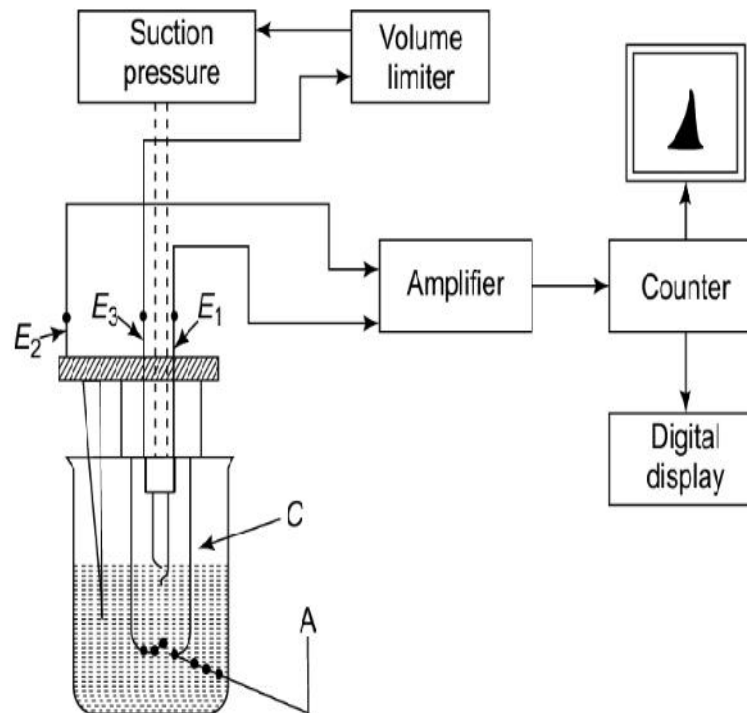 Suction
pressure
Volume
limiter
Amplifier
Counter
E3
E1
E2
Digital
display
C
A